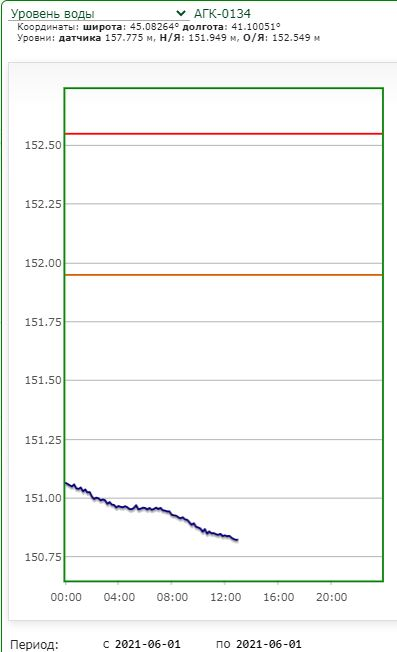 Уровень воды АГК-0134
Координаты: широта: 45.08264° долгота: 41.10051°
Уровни: датчика 157.775 м, Н/Я: 151.949 м, О/Я: 152.549 м
152.50
152.25
152.00
151.75
151.50
151.25
151.00
150.75
00:00 04:00 08:00 12:00 16:00 20:00
Период: с 2021-06-01 по 2021-06-01